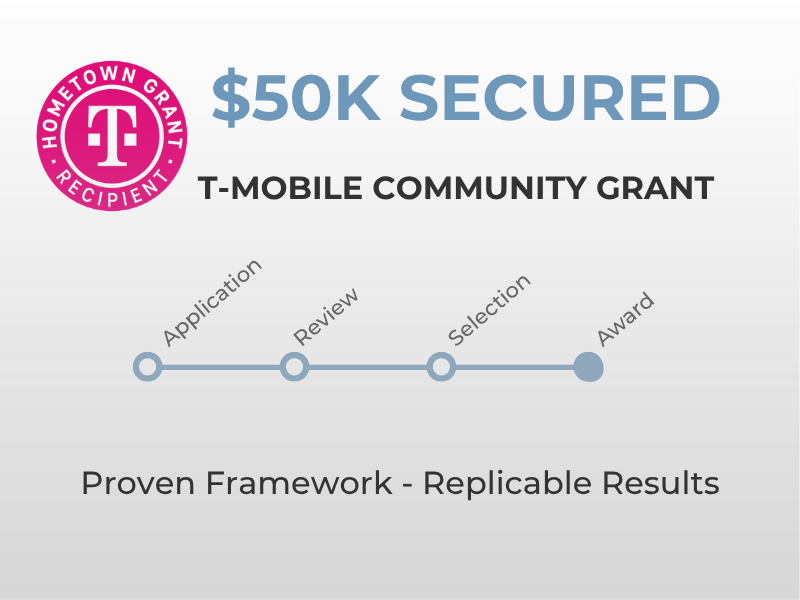 HOMETOWN GRANT
T
· RECIPIENT ·
$50K SECURED
T-MOBILE COMMUNITY GRANT
Application
Review
Selection
Award
Proven Framework - Replicable Results